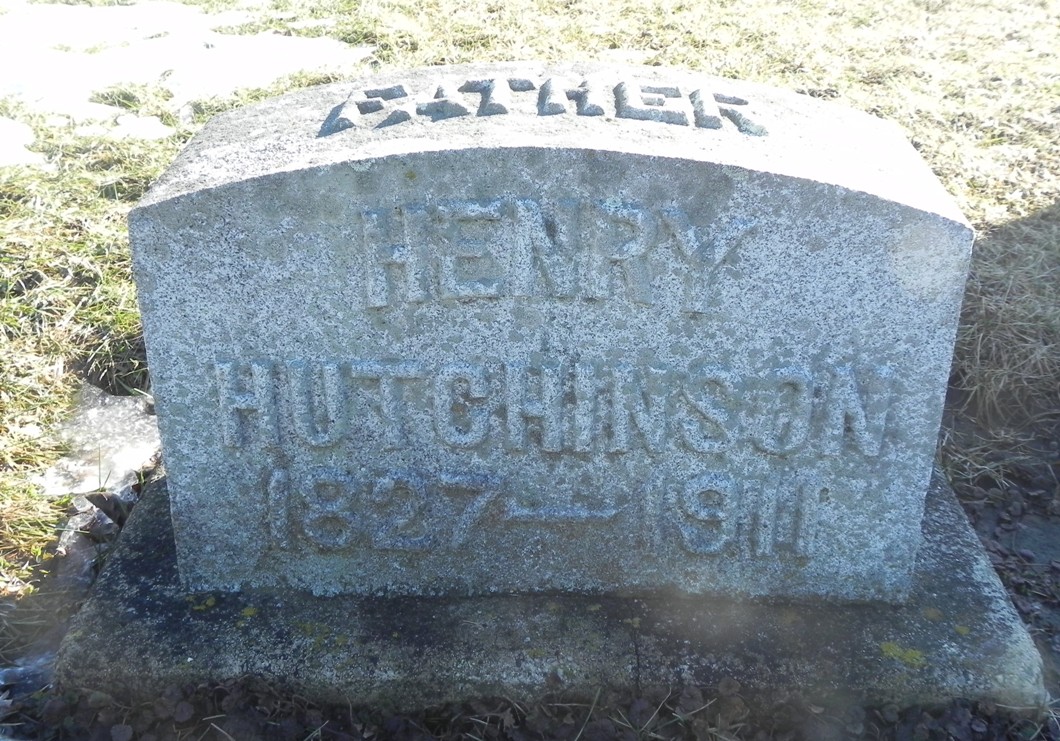 FATHER
HENRY
HUTCHINSON
1827-1911